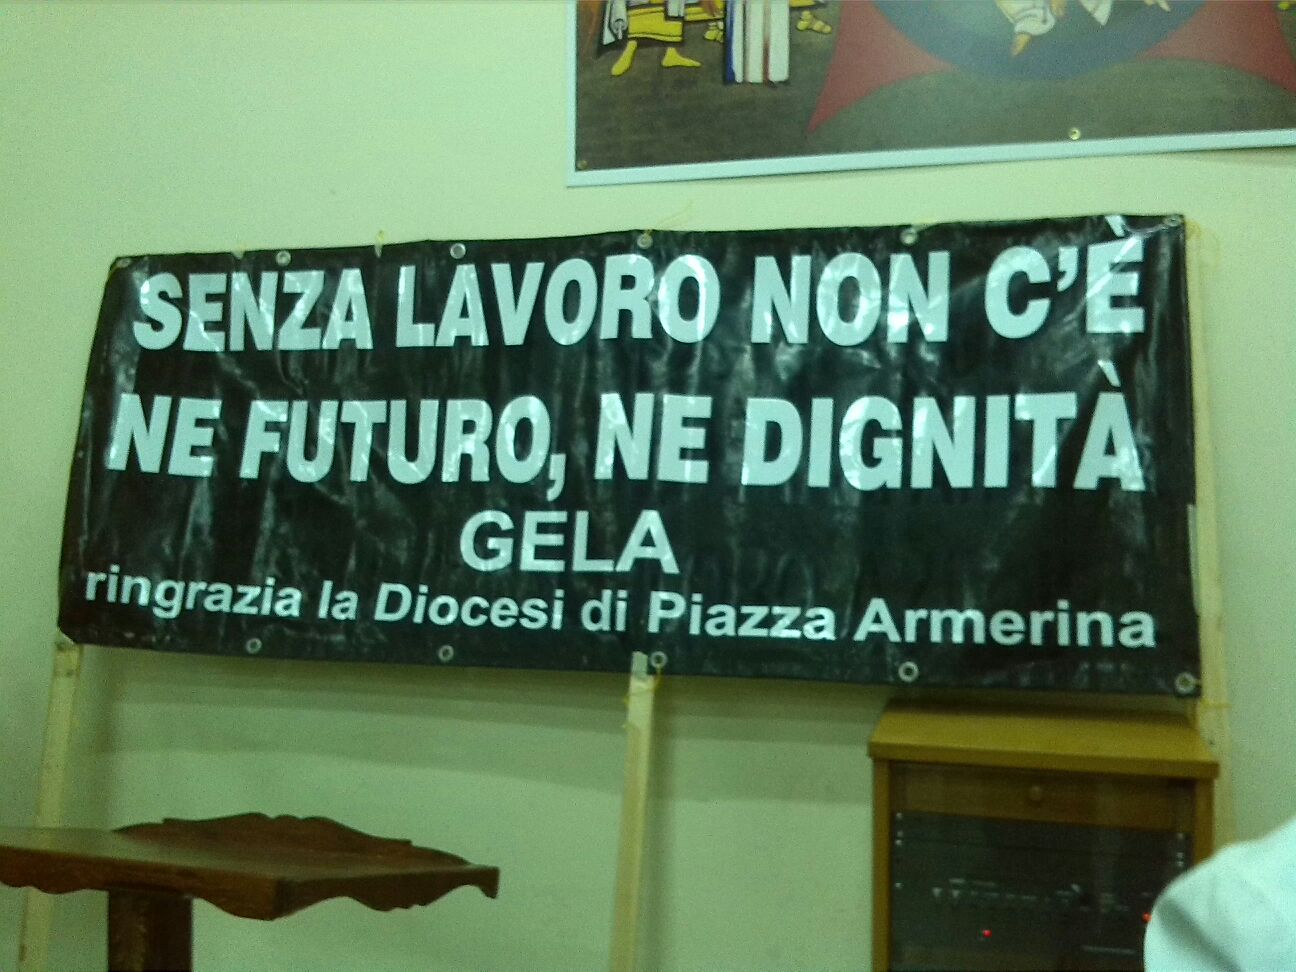 SENZA LAVORO NON C'È
NE FUTURO, NE DIGNITÀ
GELA
ringrazia la Diocesi di Piazza Armerina